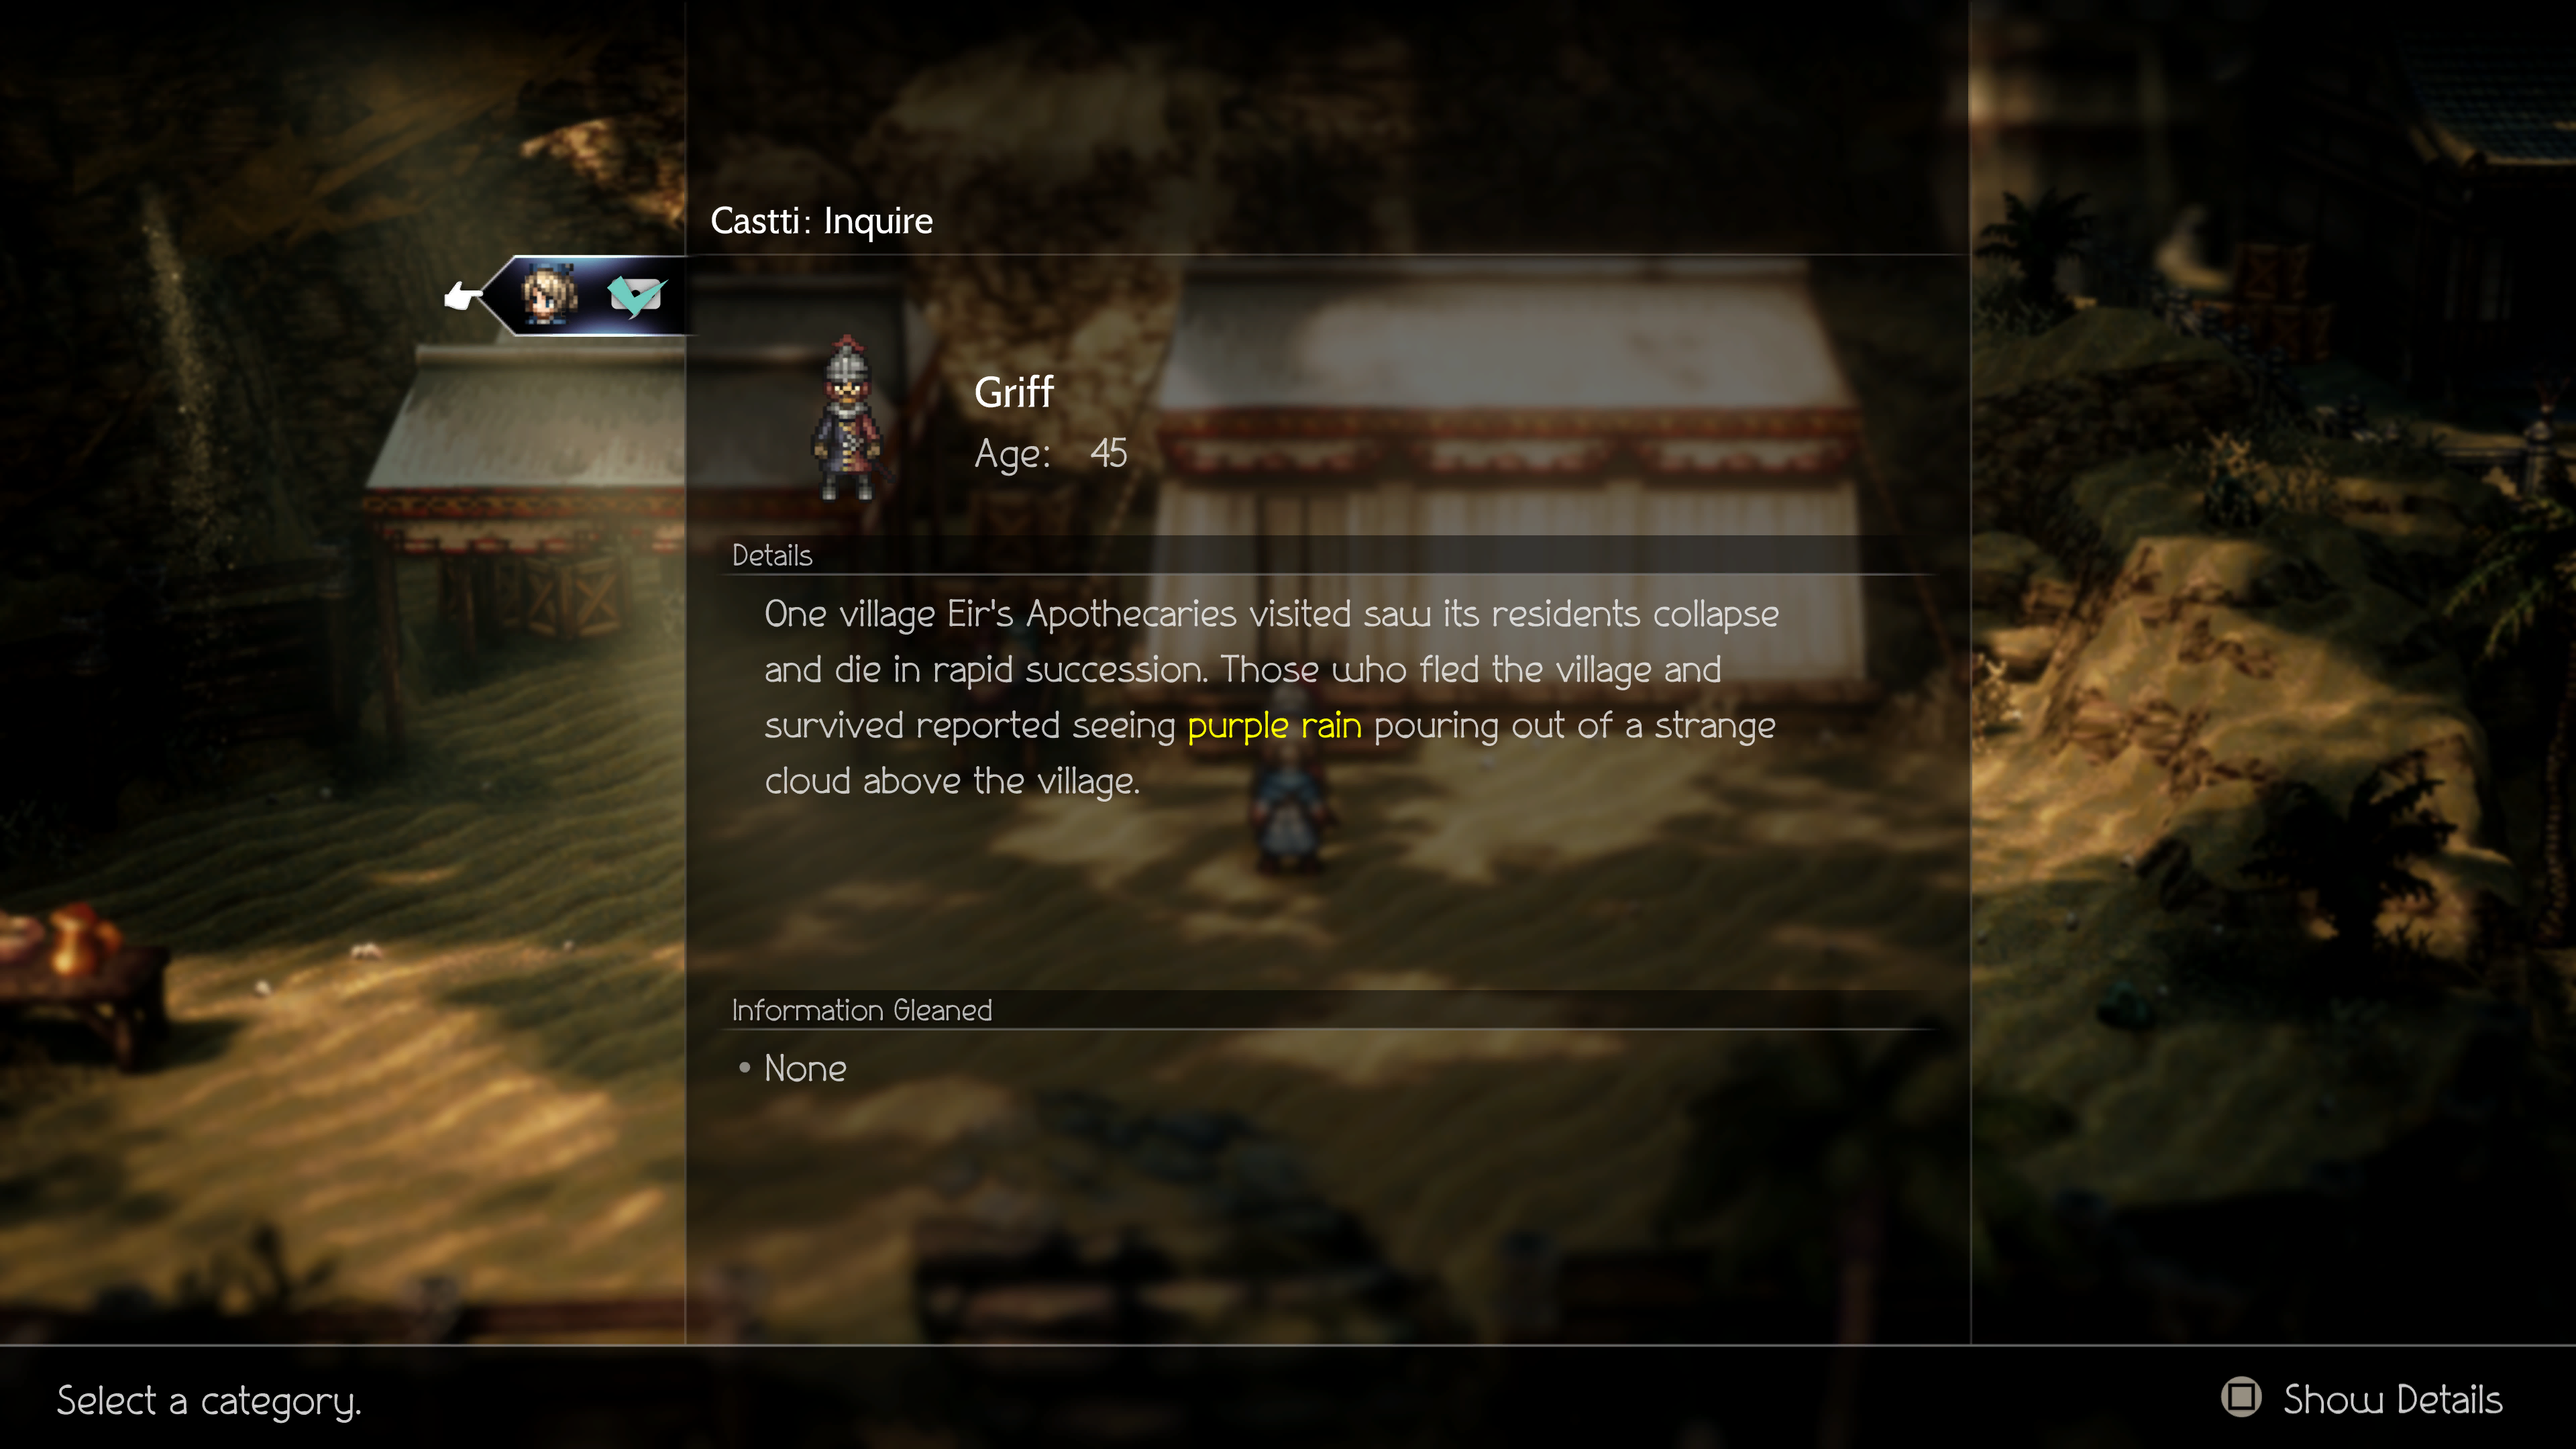 Castti: Inquire
Griff
Age: 45
Details
One village Eir's Apothecaries visited saw its residents collapse
and die in rapid succession. Those who fled the village and
survived reported seeing purple rain pouring out of a strange
cloud above the village.
Information Gleaned
• None
Select a category.
Show Details